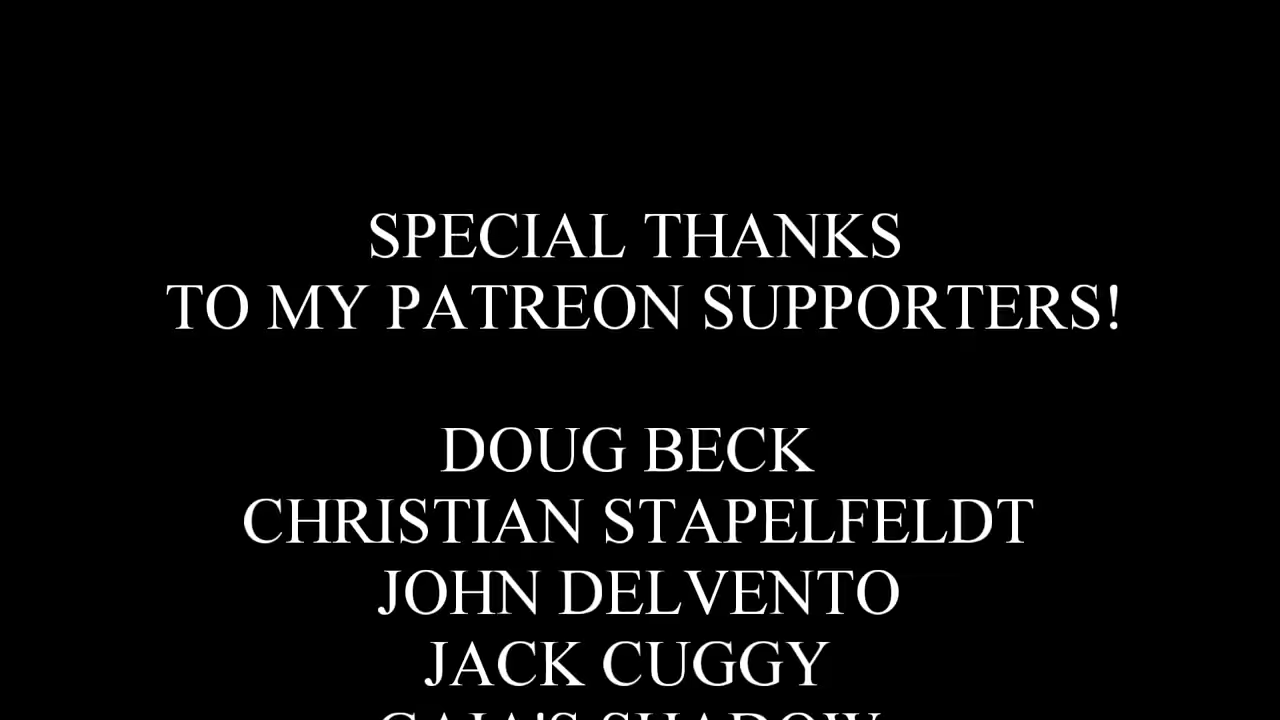 SPECIAL THANKS
TO MY PATREON SUPPORTERS!
DOUG BECK
CHRISTIAN STAPELFELDT
JOHN DELVENTO
JACK CUGGY
GAIA'S SHADOW